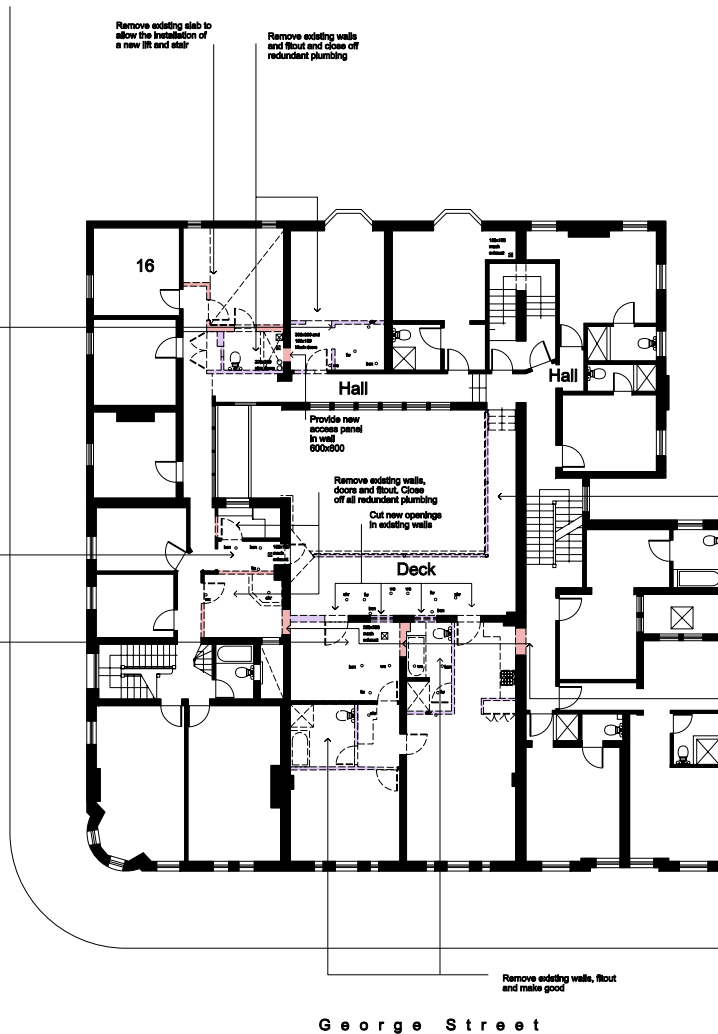 Remove existing slab to
allow the installation of
a new lift and stair
Remove existing walls
and fitout and close off
redundant plumbing
16
Hall
Hall
Provide new
access panel
in wall
600x600
Remove existing walls,
doors and fitout. Close
off all redundant plumbing
Cut new openings
in existing walls
Deck
Remove existing walls, fitout
and make good
George Street